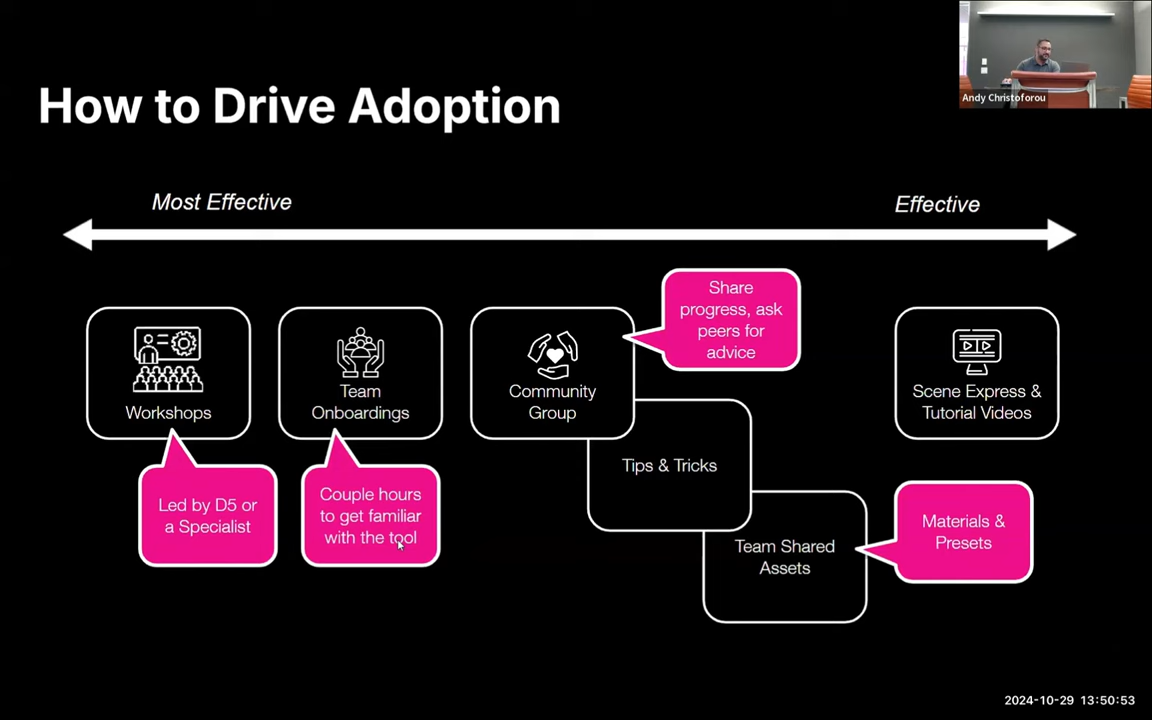 Andy Christoforou
How to Drive Adoption
Most Effective
Effective
Workshops
Team
Onboardings
Community
Group
Share
progress, ask
peers for
advice
Scene Express &
Tutorial Videos
Tips & Tricks
Led by D5 or
a Specialist
Couple hours
to get familiar
with the tool
Team Shared
Assets
Materials &
Presets
2024-10-29 13:50:53